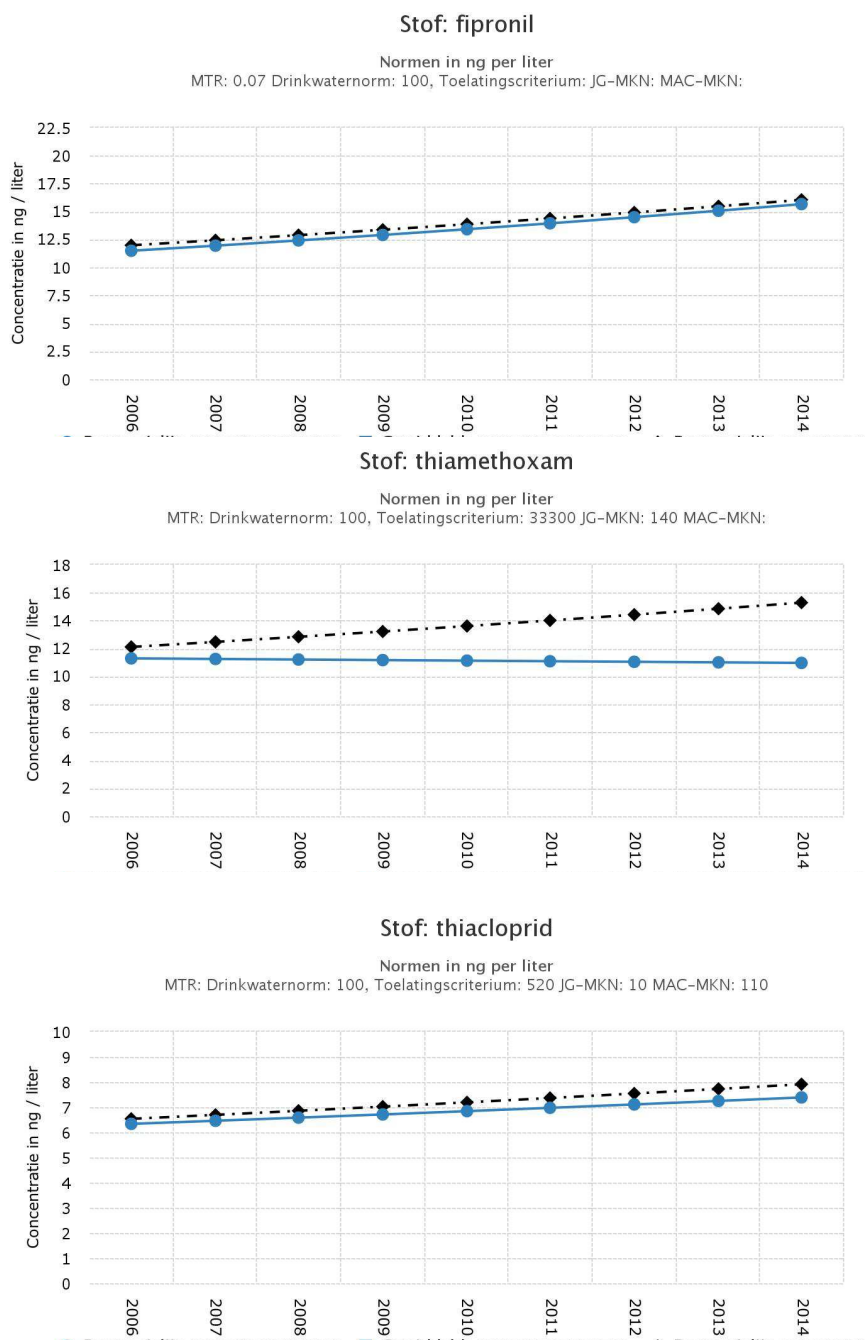 Stof: fipronil
Normen in ng per liter
MTR: 0.07 Drinkwaternorm: 100, Toelatingscriterium: JG-MKN: MAC-MKN:
Concentratie in ng / liter
22.5
20
17.5
15
12.5
10
7.5
5
2.5
0
2006 2007 2008 2009 2010 2011 2012 2013 2014
Stof: thiamethoxam
Normen in ng per liter
MTR: Drinkwaternorm: 100, Toelatingscriterium: 33300 JG-MKN: 140 MAC-MKN:
Concentratie in ng / liter
18
16
14
12
10
8
6
4
2
0
2006 2007 2008 2009 2010 2011 2012 2013 2014
Stof: thiacloprid
Normen in ng per liter
MTR: Drinkwaternorm: 100, Toelatingscriterium: 520 JG-MKN: 10 MAC-MKN: 110
Concentratie in ng / liter
10
9
8
7
6
5
4
3
2
1
0
2006 2007 2008 2009 2010 2011 2012 2013 2014